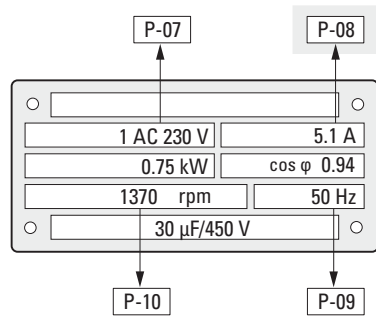 P-07 P-08
1 AC 230 V 5.1 A
0.75 kW cos φ 0.94
1370 rpm 50 Hz
30 μF/450 V
P-10 P-09